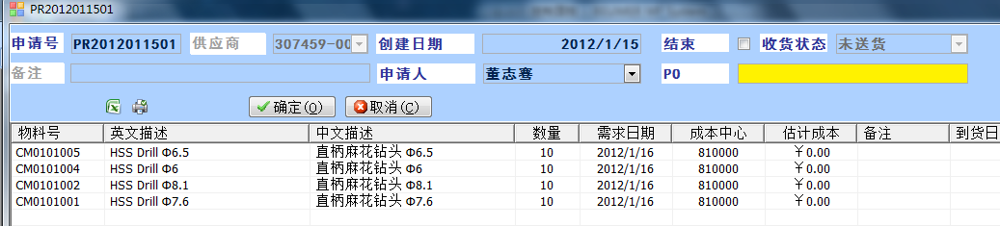 PR2012011501
申请号 PR2012011501 供应商 307459-00 创建日期 2012/1/15 结束 收货状态 未送货
备注 申请人 董志骞 PO
确定(O) 取消(C)
物料号 英文描述 中文描述 数量 需求日期 成本中心 估计成本 备注 到货日
CM0101005 HSS Drill Φ6.5 直柄麻花钻头 Φ6.5 10 2012/1/16 810000 ￥0.00
CM0101004 HSS Drill Φ6 直柄麻花钻头 Φ6 10 2012/1/16 810000 ￥0.00
CM0101002 HSS Drill Φ8.1 直柄麻花钻头 Φ8.1 10 2012/1/16 810000 ￥0.00
CM0101001 HSS Drill Φ7.6 直柄麻花钻头 Φ7.6 10 2012/1/16 810000 ￥0.00